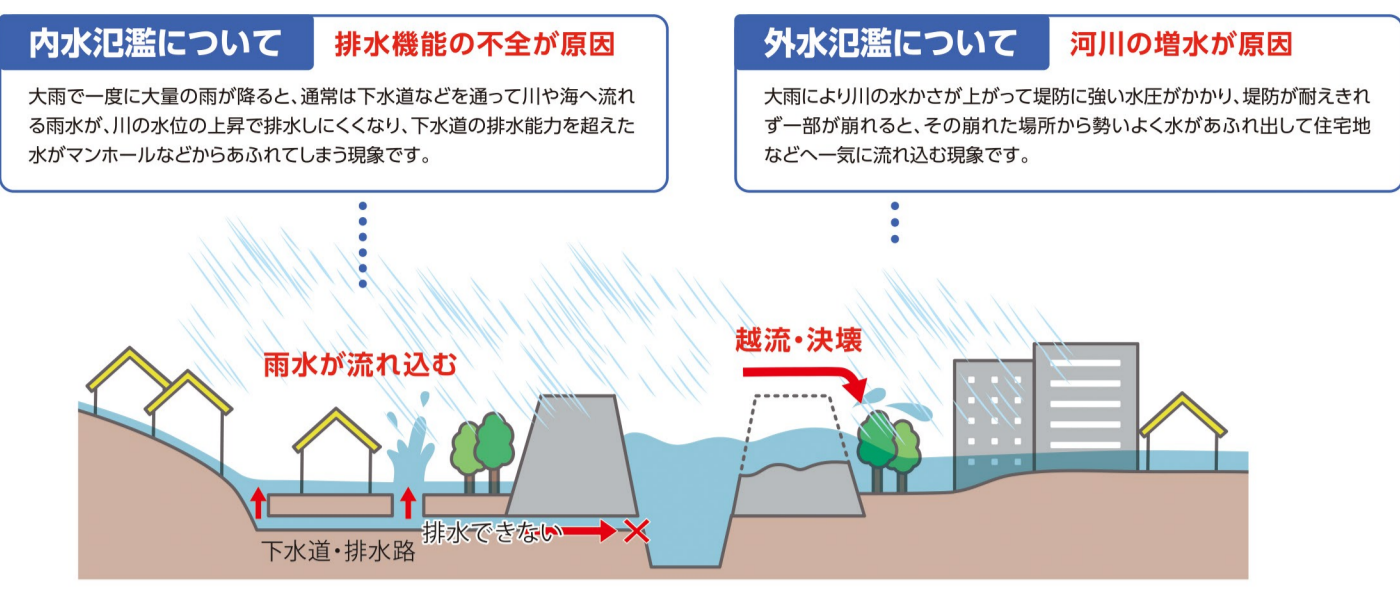 内水氾濫について
排水機能の不全が原因
大雨で一度に大量の雨が降ると、通常は下水道などを通って川や海へ流れ
る雨水が、川の水位の上昇で排水しにくくなり、下水道の排水能力を超えた
水がマンホールなどからあふれてしまう現象です。
外水氾濫について
河川の増水が原因
大雨により川の水かさが上がって堤防に強い水圧がかかり、堤防が耐えきれ
ず一部が崩れると、その崩れた場所から勢いよく水があふれ出して住宅地
などへ一気に流れ込む現象です。
雨水が流れ込む
越流・決壊
排水できない
下水道・排水路